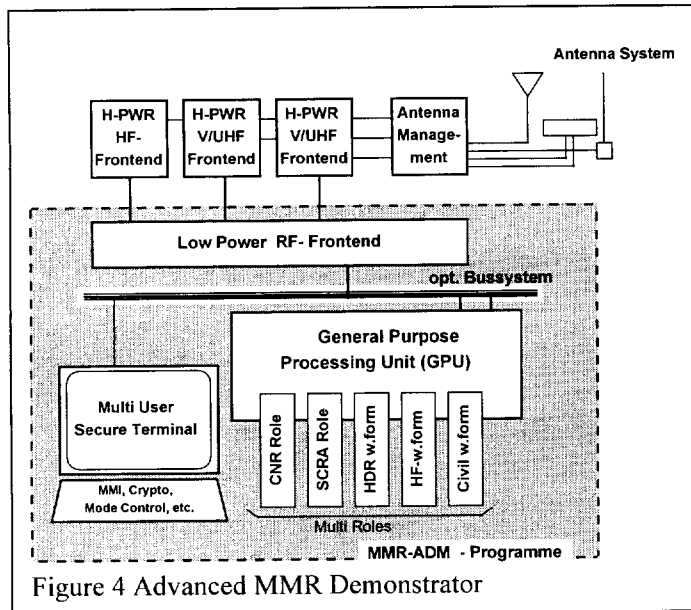 Antenna System
H-PWR
HF-
Frontend
H-PWR
V/UHF
Frontend
H-PWR
V/UHF
Frontend
Antenna
Manage-
ment
Low Power RF- Frontend
opt. Bussystem
General Purpose
Processing Unit (GPU)
Multi User
Secure Terminal
MMI, Crypto,
Mode Control, etc.
CNR Role
SCRA Role
HDR w.form
HF-w.form
Civil w.form
Multi Roles
MMR-ADM - Programme
Figure 4 Advanced MMR Demonstrator